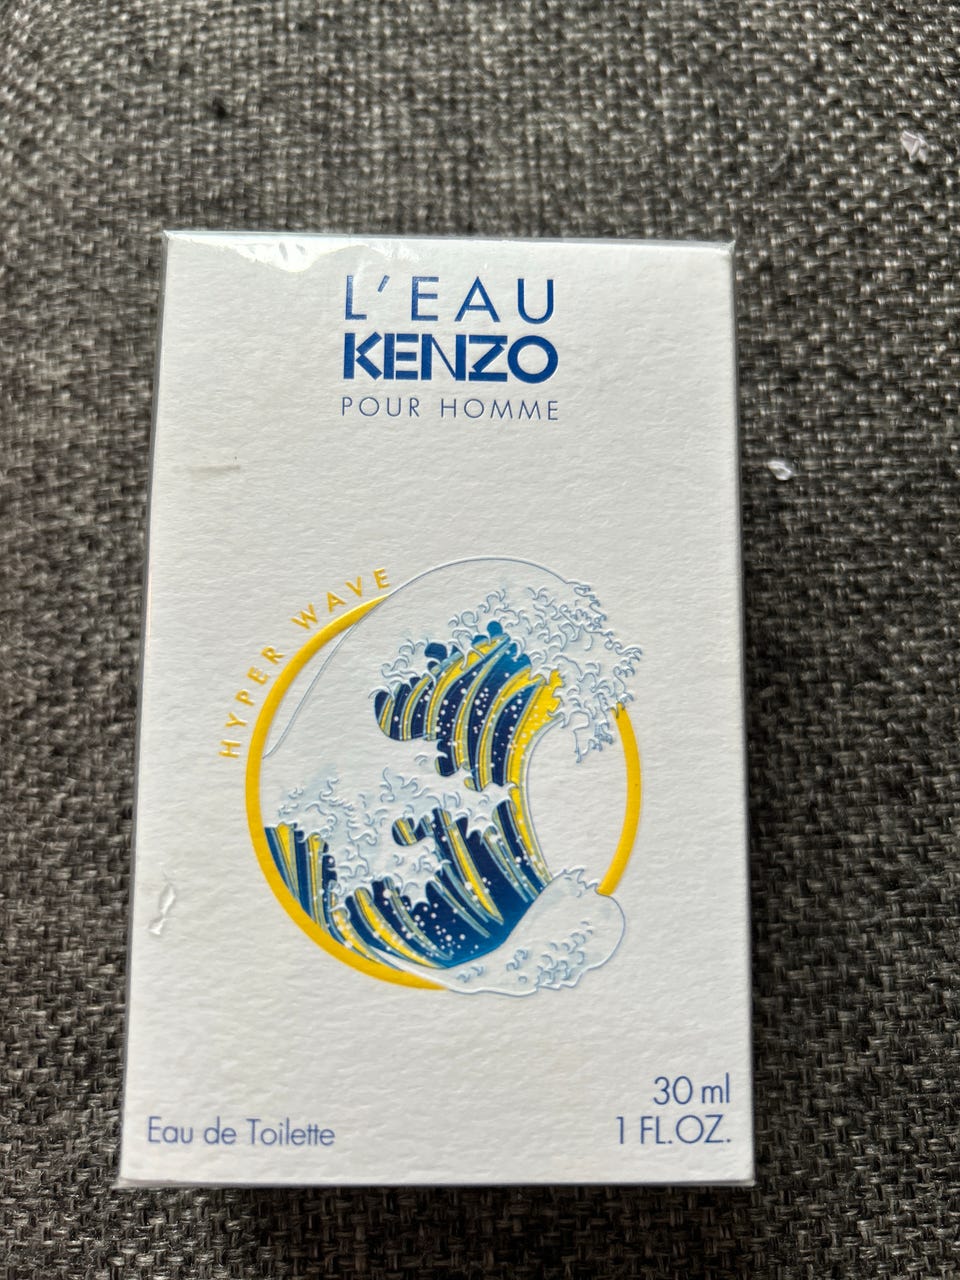 L'EAU
KENZO
POUR HOMME
HYPER WAVE
Eau de Toilette
30 ml
1 FL.OZ.